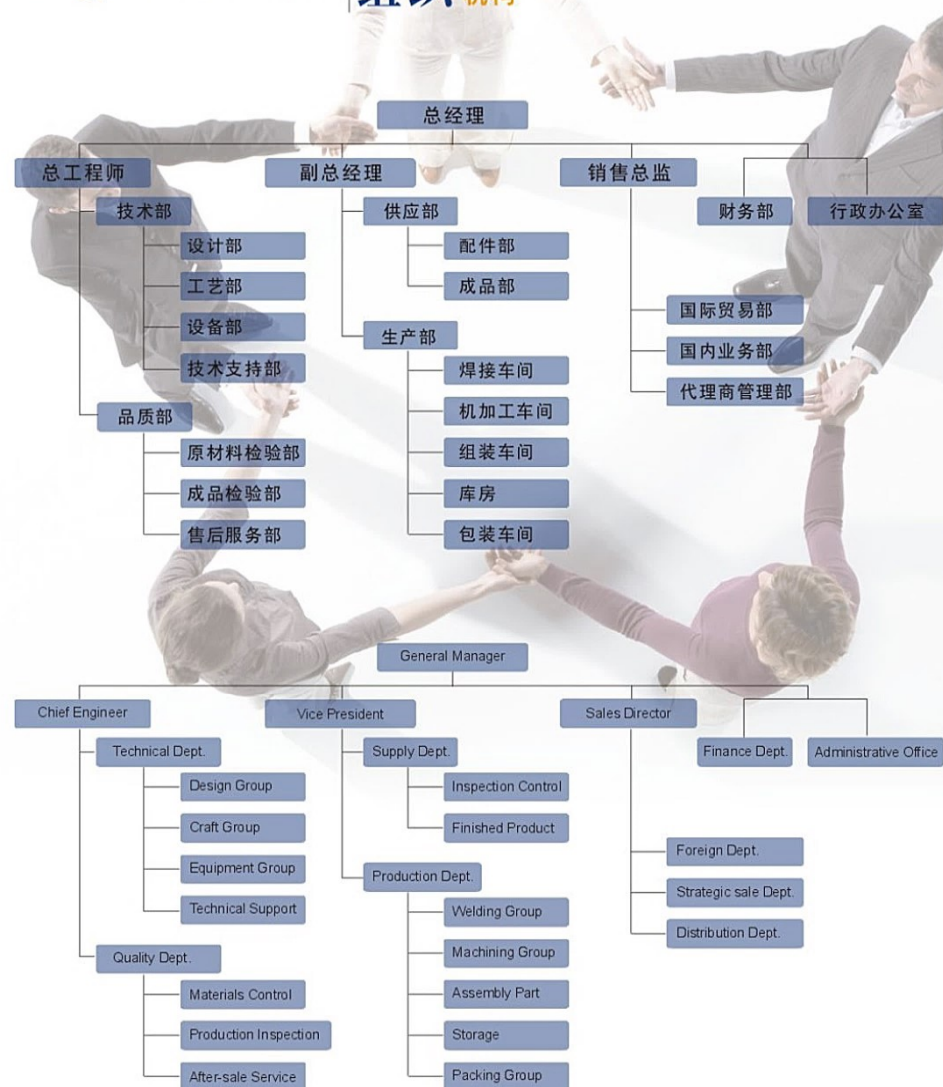 机构
总经理
总工程师
副总经理
销售总监
财务部
行政办公室
技术部
设计部
工艺部
设备部
技术支持部
品质部
原材料检验部
成品检验部
售后服务部
供应部
配件部
成品部
生产部
焊接车间
机加工车间
组装车间
库房
包装车间
国际贸易部
国内业务部
代理商管理部
General Manager
Chief Engineer
Vice President
Sales Director
Finance Dept.
Administrative Office
Technical Dept.
Design Group
Craft Group
Equipment Group
Technical Support
Quality Dept.
Materials Control
Production Inspection
After-sale Service
Supply Dept.
Inspection Control
Finished Product
Production Dept.
Welding Group
Machining Group
Assembly Part
Storage
Packing Group
Foreign Dept.
Strategic sale Dept.
Distribution Dept.